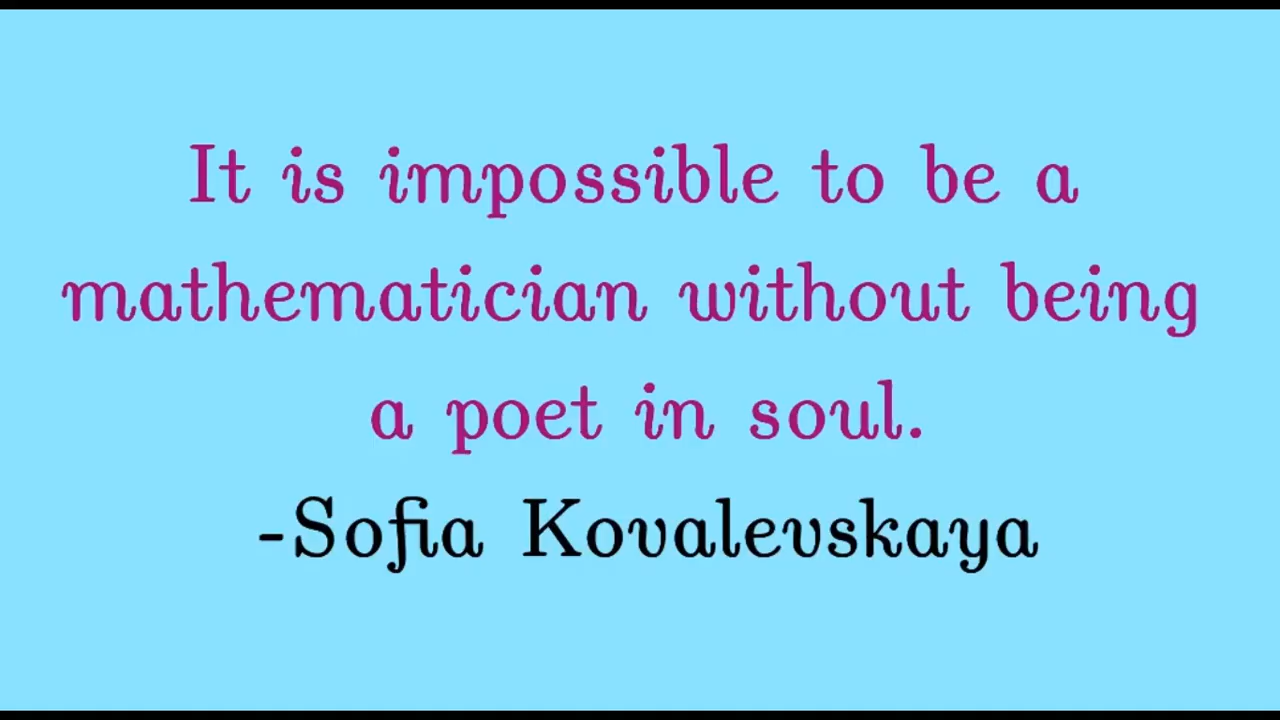 It is impossible to be a
mathematician without being
a poet in soul.
-Sofia Kovalevskaya